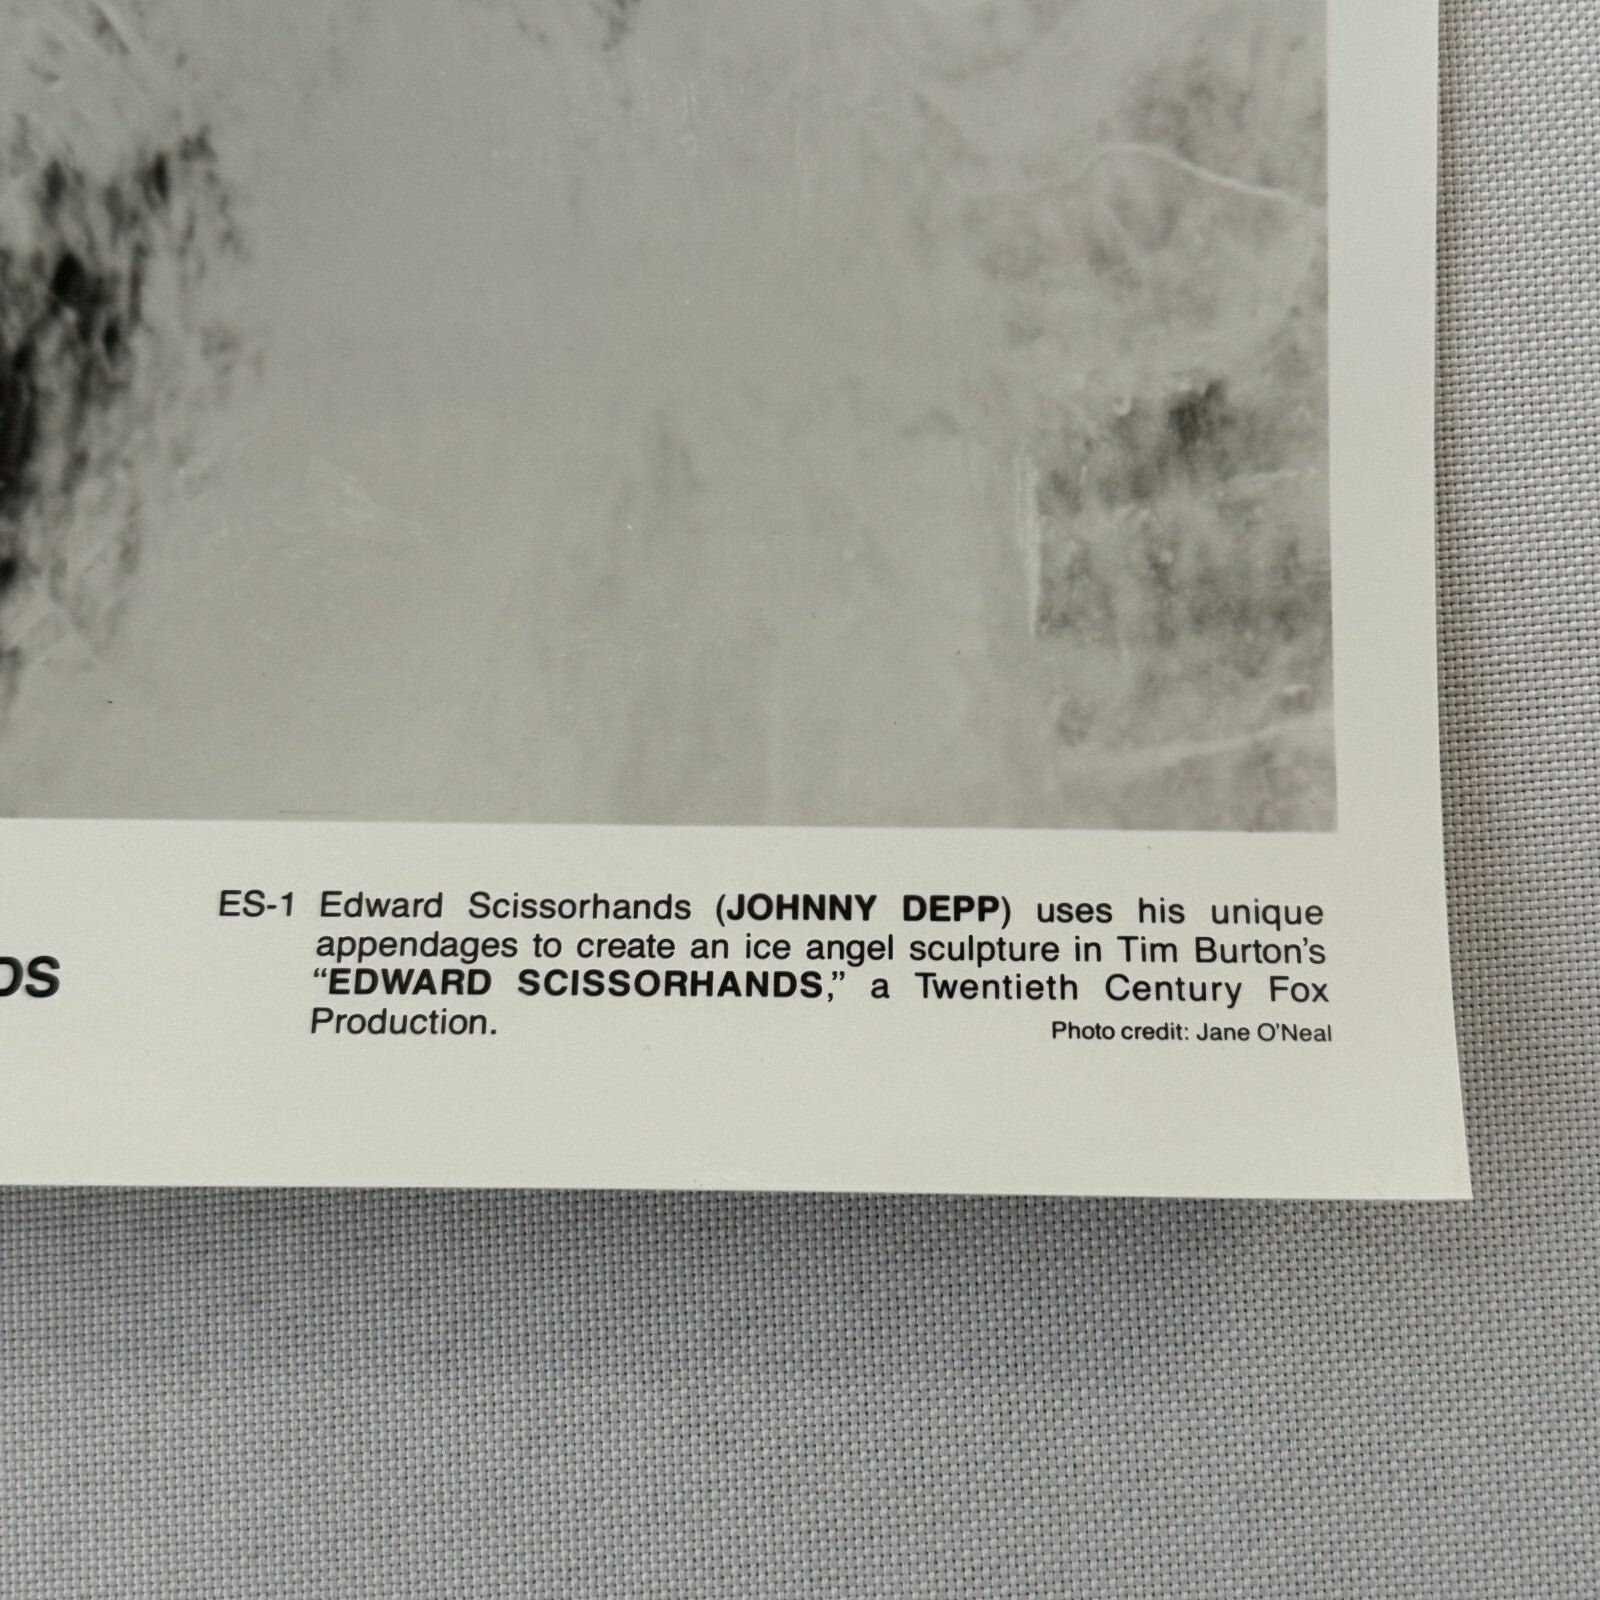 DS
ES-1 Edward Scissorhands (JOHNNY DEPP) uses his unique
appendages to create an ice angel sculpture in Tim Burton's
“EDWARD SCISSORHANDS,” a Twentieth Century Fox
Production.
Photo credit: Jane O'Neal